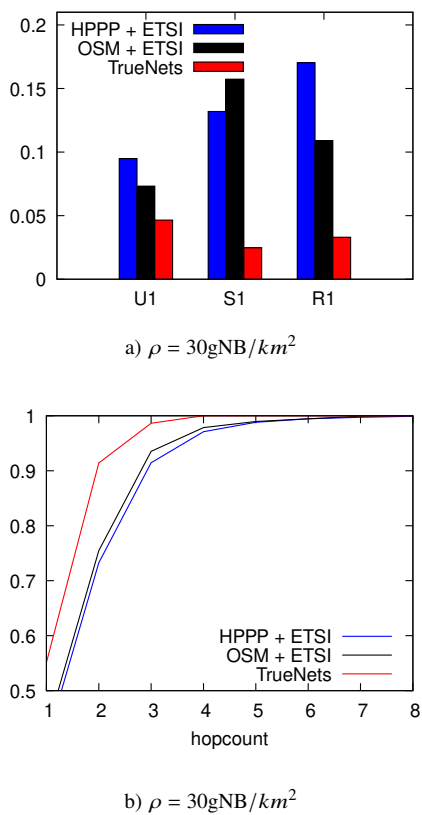 0.2
0.15
0.1
0.05
0
HPPP + ETSI
OSM + ETSI
TrueNets
U1 S1 R1
a) ρ = 30gNB/km²
1
0.9
0.8
0.7
0.6
0.5
HPPP + ETSI
OSM + ETSI
TrueNets
1 2 3 4 5 6 7 8
hopcount
b) ρ = 30gNB/km²